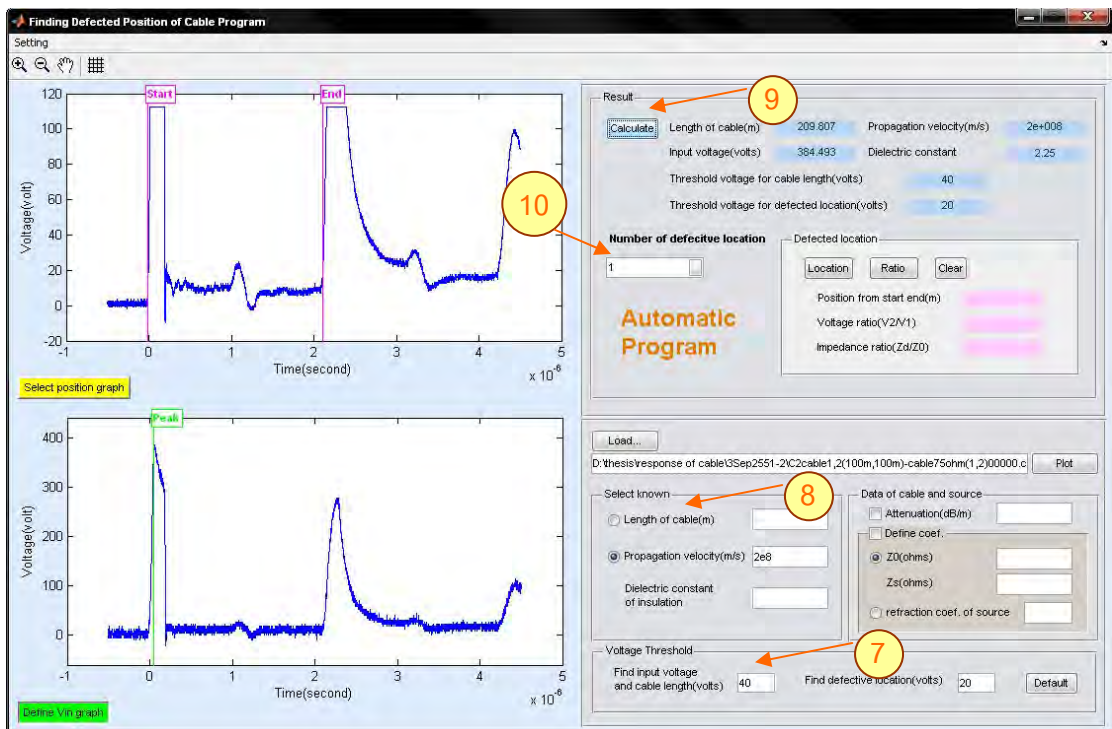 Finding Defected Position of Cable Program
Setting
Start
End
120
100
80
60
40
20
0
-20
Voltage(volt)
-1
0
1
2
3
4
5
Time(second)
x 10^-6
Select position graph
Peak
400
300
200
100
0
Voltage(volt)
-1
0
1
2
3
4
5
Time(second)
x 10^-6
Define Vin graph
Result
9
Calculate
Length of cable(m) 209.807 Propagation velocity(m/s) 2e+008
Input voltage(volts) 384.493 Dielectric constant 2.25
Threshold voltage for cable length(volts) 40
Threshold voltage for defected location(volts) 20
10
Number of defecitve location
1
Automatic
Program
Defected location
Location Ratio Clear
Position from start end(m)
Voltage ratio(V2/V1)
Impedance ratio(Zd/Z0)
Load...
D:\thesis\response of cable\3Sep2551-2\C2cable1,2(100m,100m)-cable75ohm(1,2)00000.c Plot
Select known
8
Length of cable(m)
Propagation velocity(m/s) 2e8
Dielectric constant
of insulation
Data of cable and source
Attenuation(dB/m)
Define coef.
Z0(ohms)
Zs(ohms)
refraction coef. of source
Voltage Threshold
7
Find input voltage
and cable length(volts) 40
Find defective location(volts) 20 Default